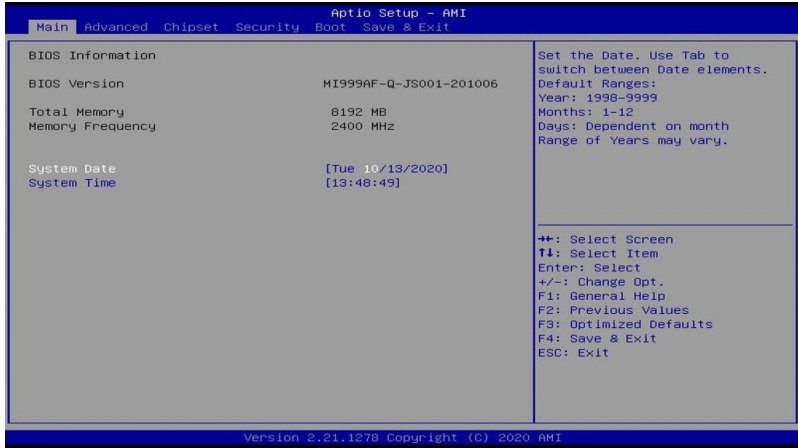 Aptio Setup - AMI
Main Advanced Chipset Security Boot Save & Exit
BIOS Information
BIOS Version MI999AF-Q-JS001-201006
Total Memory 8192 MB
Memory Frequency 2400 MHz
System Date [Tue 10/13/2020]
System Time [13:48:49]
Set the Date. Use Tab to
switch between Date elements.
Default Ranges:
Year: 1998-9999
Months: 1-12
Days: Dependent on month
Range of Years may vary.
→←: Select Screen
↑↓: Select Item
Enter: Select
+/-: Change Opt.
F1: General Help
F2: Previous Values
F3: Optimized Defaults
F4: Save & Exit
ESC: Exit
Version 2.21.1278 Copyright (C) 2020 AMI